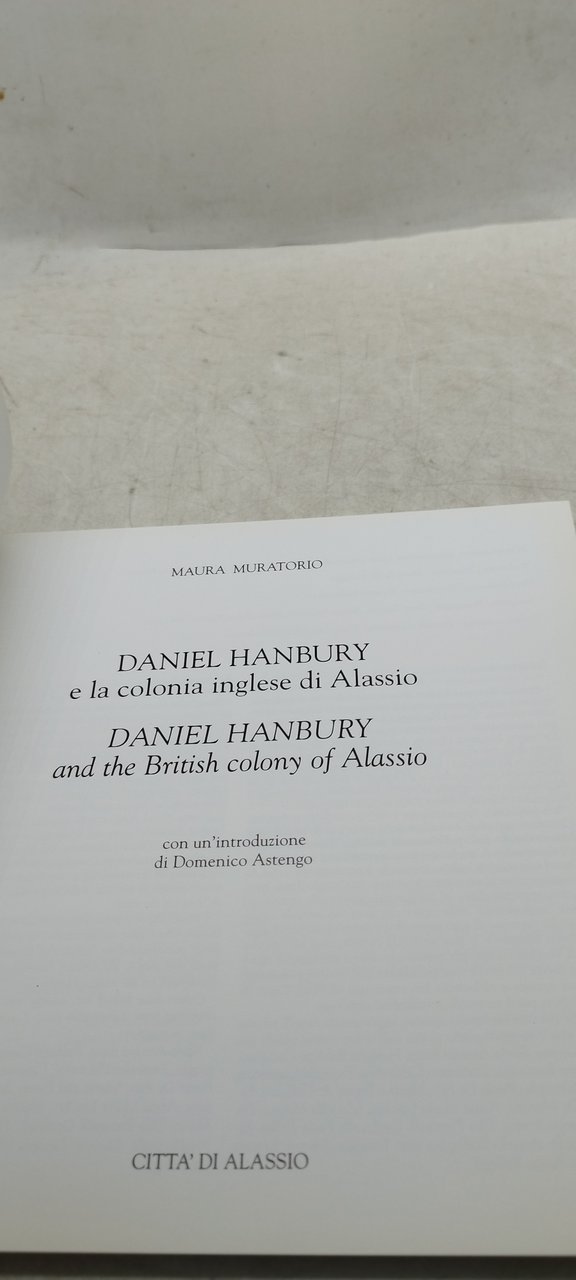 MAURA MURATORIO
DANIEL HANBURY
e la colonia inglese di Alassio
DANIEL HANBURY
and the British colony of Alassio
con un'introduzione
di Domenico Astengo
CITTA' DI ALASSIO